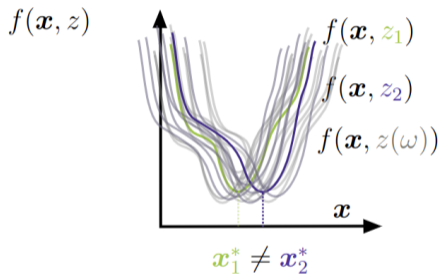 f(x, z)
f(x, z₁)
f(x, z₂)
f(x, z(ω))
x
x₁* ≠ x₂*